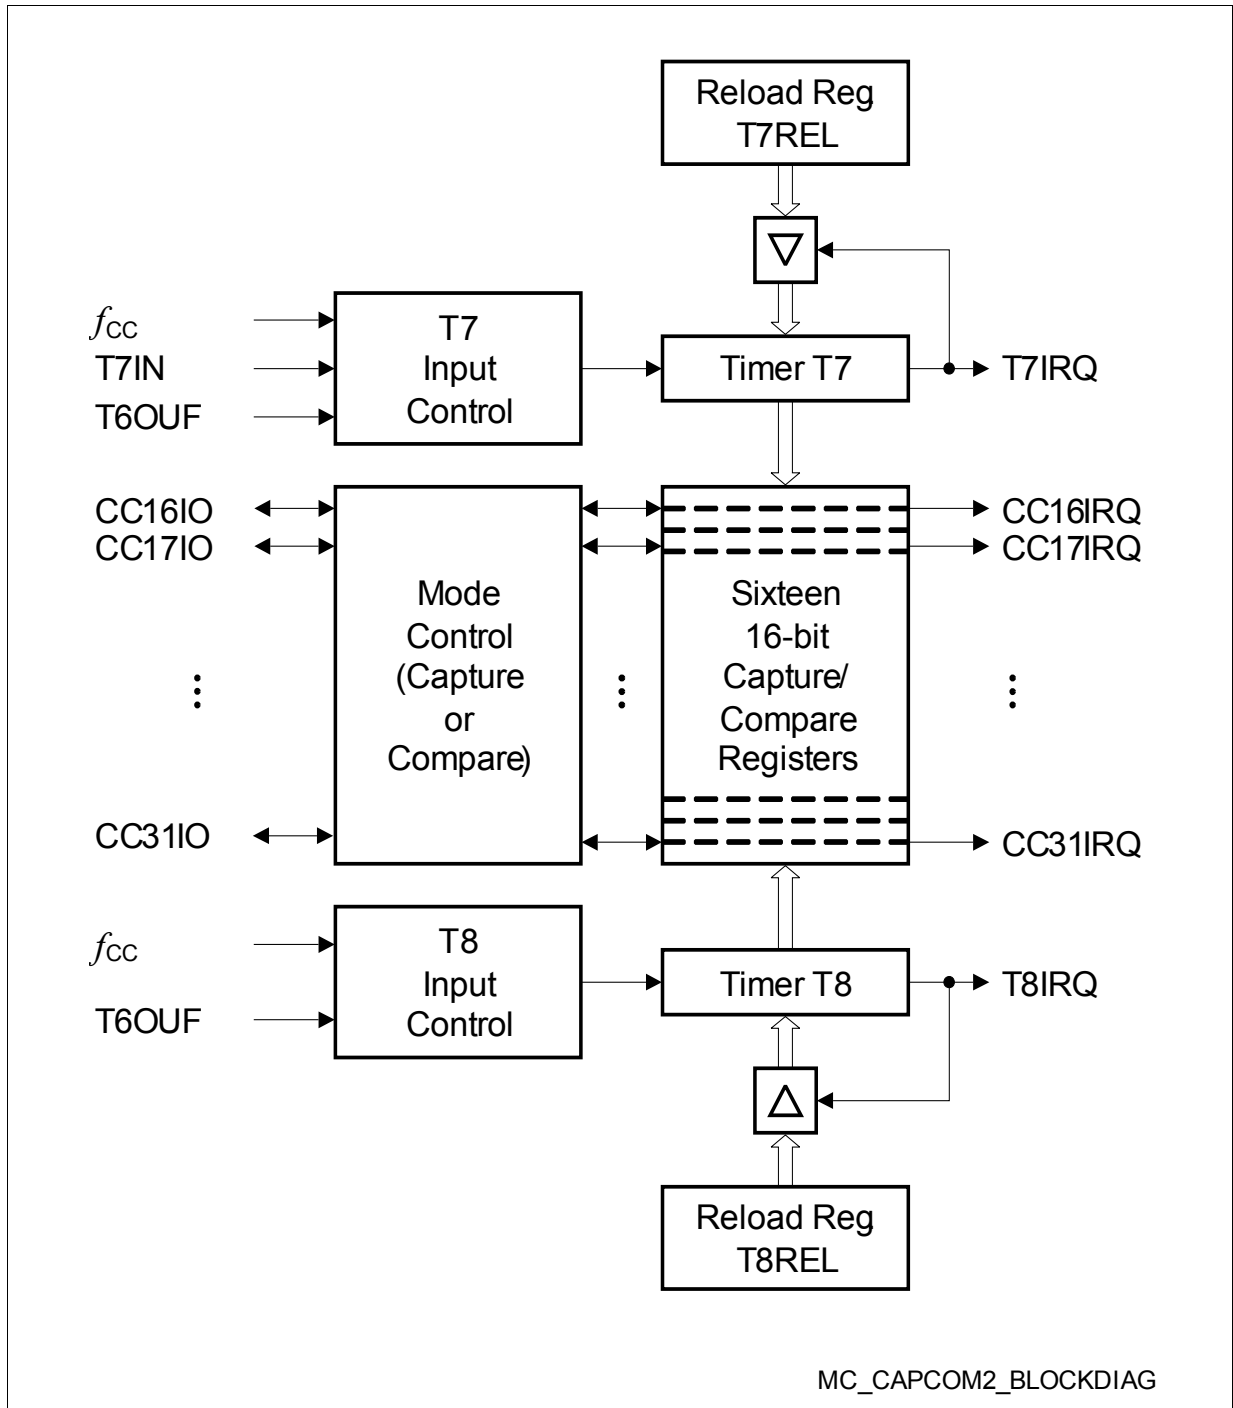 Reload Reg.
T7REL
fCC
T7IN
T6OUF
T7
Input
Control
Timer T7
T7IRQ
CC16IO
CC17IO
CC31IO
Mode
Control
(Capture
or
Compare)
Sixteen
16-bit
Capture/
Compare
Registers
CC16IRQ
CC17IRQ
CC31IRQ
fCC
T6OUF
T8
Input
Control
Timer T8
T8IRQ
Reload Reg.
T8REL
MC_CAPCOM2_BLOCKDIAG